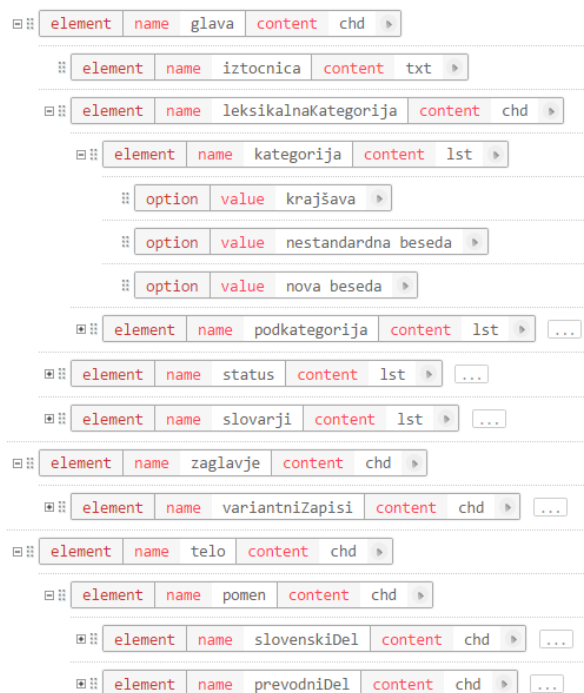 element name glava content chd
element name iztocnica content txt
element name leksikalnaKategorija content chd
element name kategorija content lst
option value krajšava
option value nestandardna beseda
option value nova beseda
element name podkategorija content lst ...
element name status content lst ...
element name slovarji content lst ...
element name zaglavje content chd
element name variantniZapisi content chd ...
element name telo content chd
element name pomen content chd
element name slovenskiDel content chd ...
element name prevodniDel content chd ...